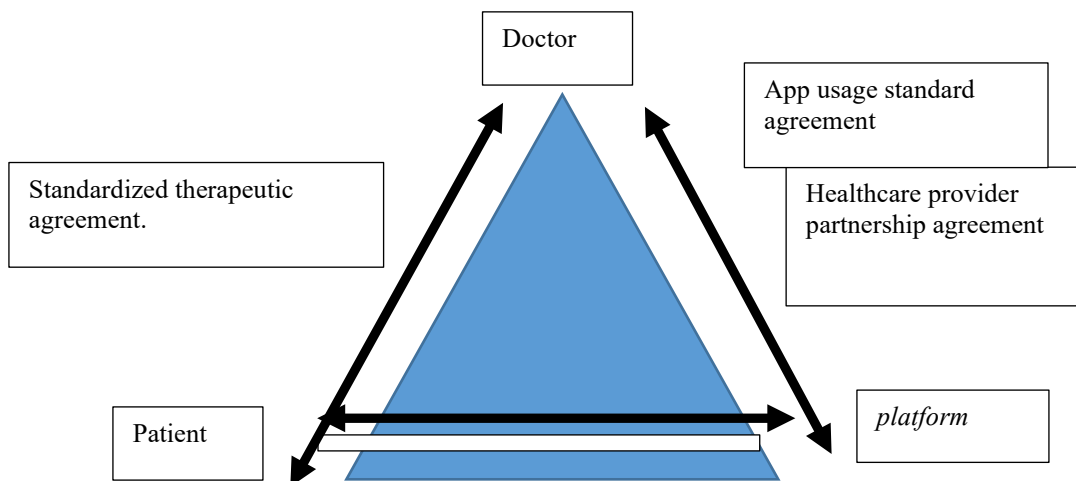 Doctor
App usage standard
agreement
Standardized therapeutic
agreement.
Healthcare provider
partnership agreement
Patient
platform